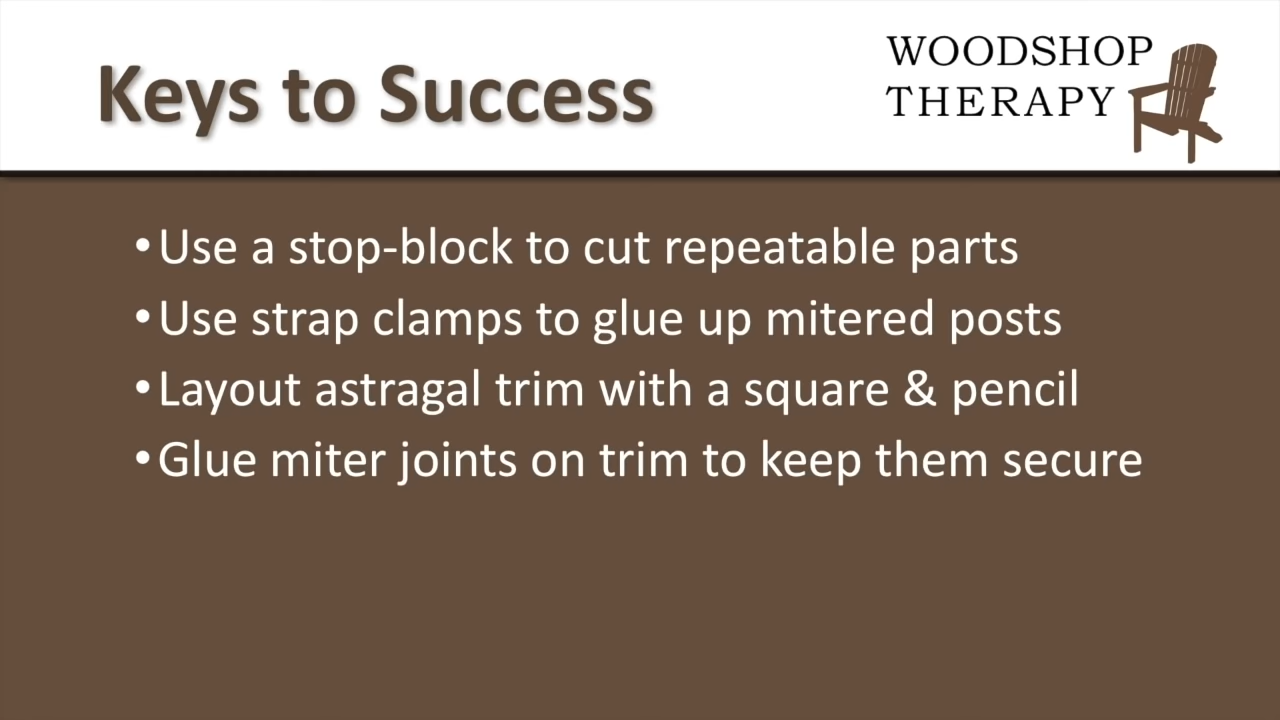 Keys to Success
WOODSHOP
THERAPY
•Use a stop-block to cut repeatable parts
•Use strap clamps to glue up mitered posts
•Layout astragal trim with a square & pencil
•Glue miter joints on trim to keep them secure